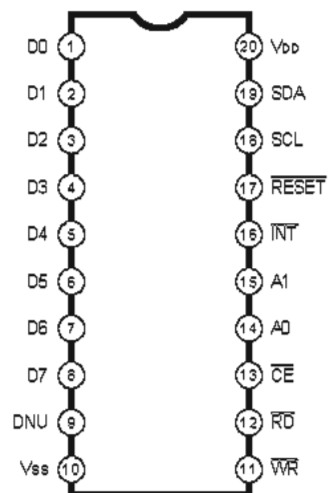 D0 1 20 VDD
D1 2 19 SDA
D2 3 18 SCL
D3 4 17 RESET
D4 5 16 INT
D5 6 15 A1
D6 7 14 A0
D7 8 13 CE
DNU 9 12 RD
Vss 10 11 WR